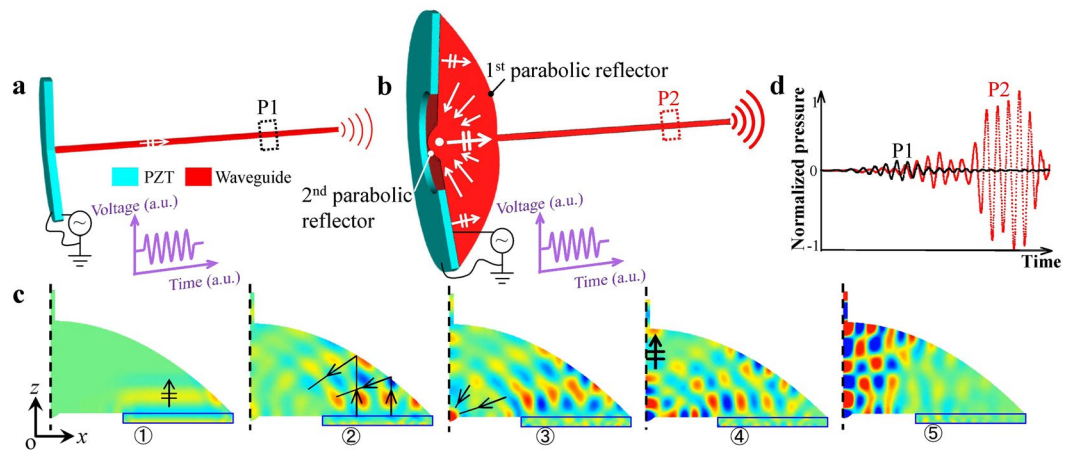 a
P1
PZT
Waveguide
Voltage (a.u.)
Time (a.u.)
b
1st parabolic reflector
P2
2nd parabolic
reflector
Voltage (a.u.)
Time (a.u.)
d
Normalized pressure
1
0
-1
P1
P2
Time
c
z
o
x
①
②
③
④
⑤